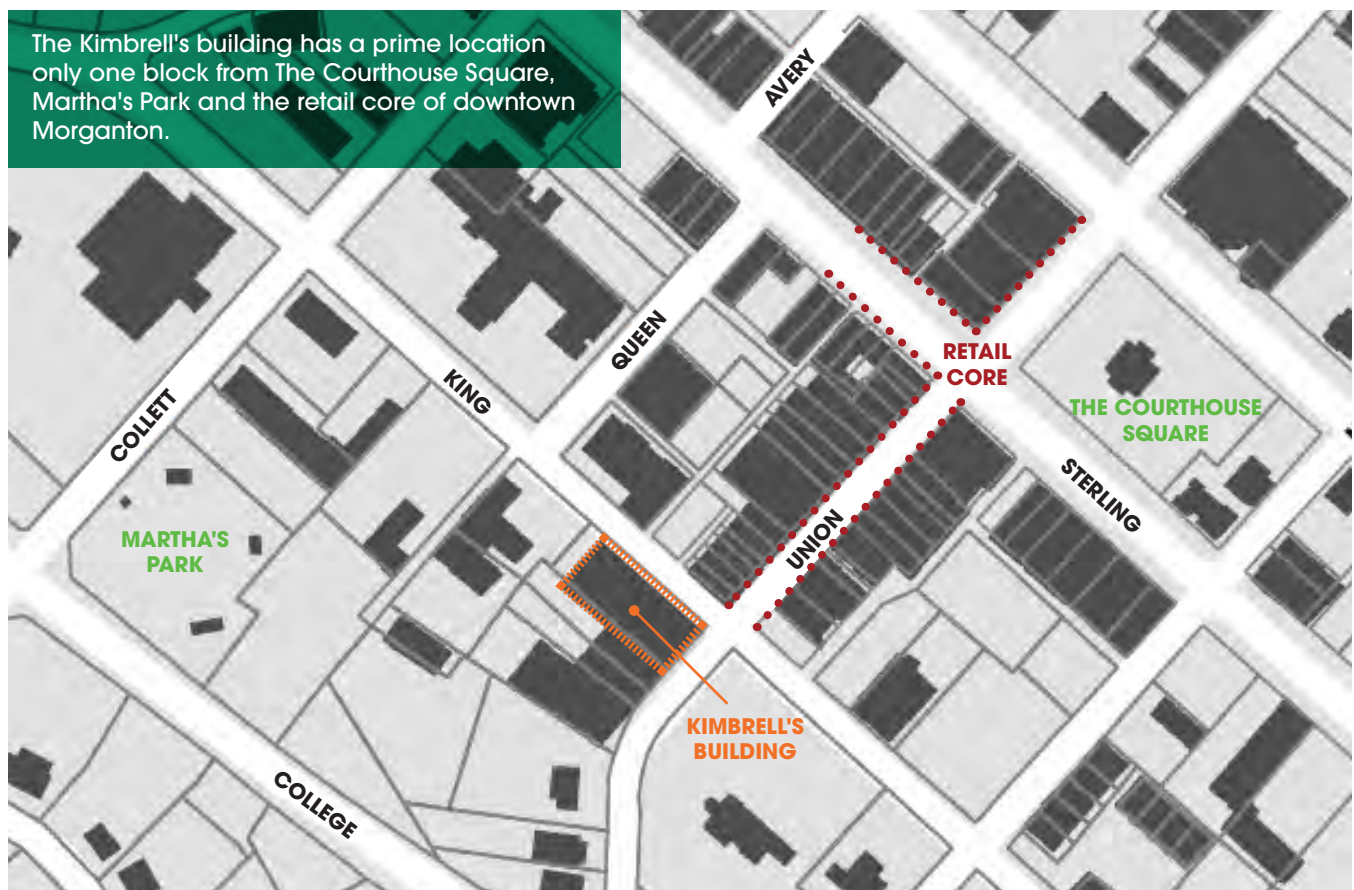 The Kimbrell's building has a prime location
only one block from The Courthouse Square,
Martha's Park and the retail core of downtown
Morganton.
AVERY
QUEEN
RETAIL
CORE
KING
COLLETT
THE COURTHOUSE
SQUARE
STERLING
MARTHA'S
PARK
UNION
KIMBRELL'S
BUILDING
COLLEGE